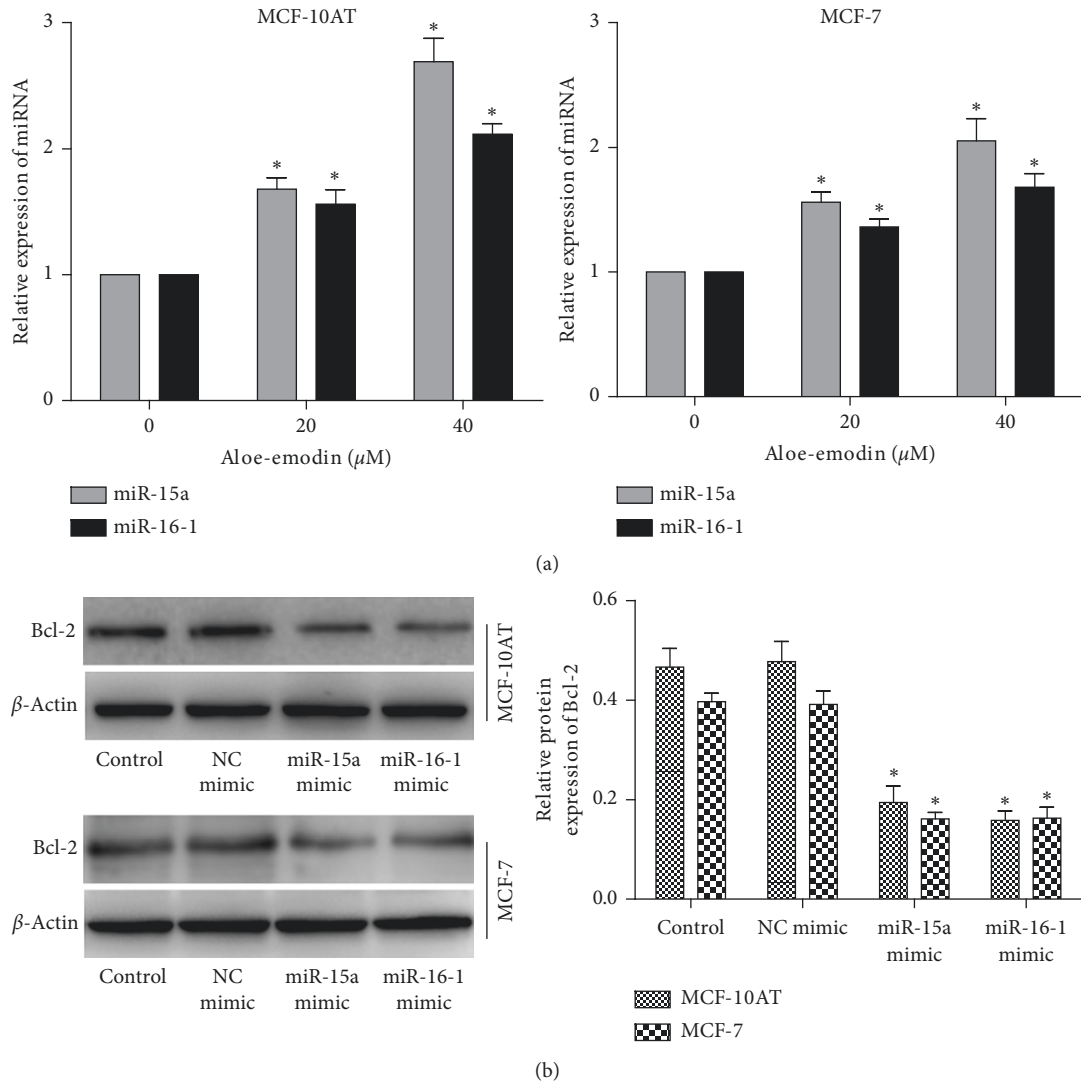 MCF-10AT
Relative expression of miRNA
3
2
1
0
* * * *
0 20 40
Aloe-emodin (μM)
miR-15a
miR-16-1
MCF-7
Relative expression of miRNA
3
2
1
0
* * * *
0 20 40
Aloe-emodin (μM)
miR-15a
miR-16-1
(a)
Bcl-2
β-Actin
MCF-10AT
Control NC mimic miR-15a mimic miR-16-1 mimic
Bcl-2
β-Actin
MCF-7
Control NC mimic miR-15a mimic miR-16-1 mimic
Relative protein
expression of Bcl-2
0.6
0.4
0.2
0.0
* * * *
Control NC mimic miR-15a mimic miR-16-1 mimic
MCF-10AT
MCF-7
(b)